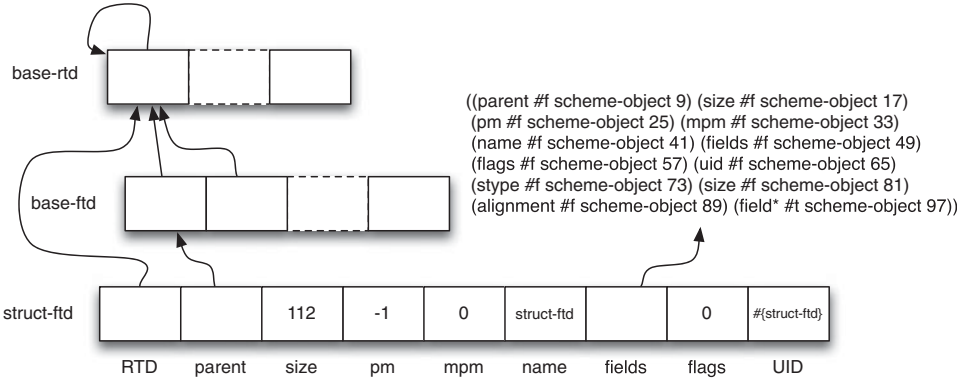 base-rtd
((parent #f scheme-object 9) (size #f scheme-object 17)
(pm #f scheme-object 25) (mpm #f scheme-object 33)
(name #f scheme-object 41) (fields #f scheme-object 49)
(flags #f scheme-object 57) (uid #f scheme-object 65)
(stype #f scheme-object 73) (size #f scheme-object 81)
(alignment #f scheme-object 89) (field* #t scheme-object 97))
base-ftd
struct-ftd 112 -1 0 struct-ftd 0 #{struct-ftd}
RTD parent size pm mpm name fields flags UID